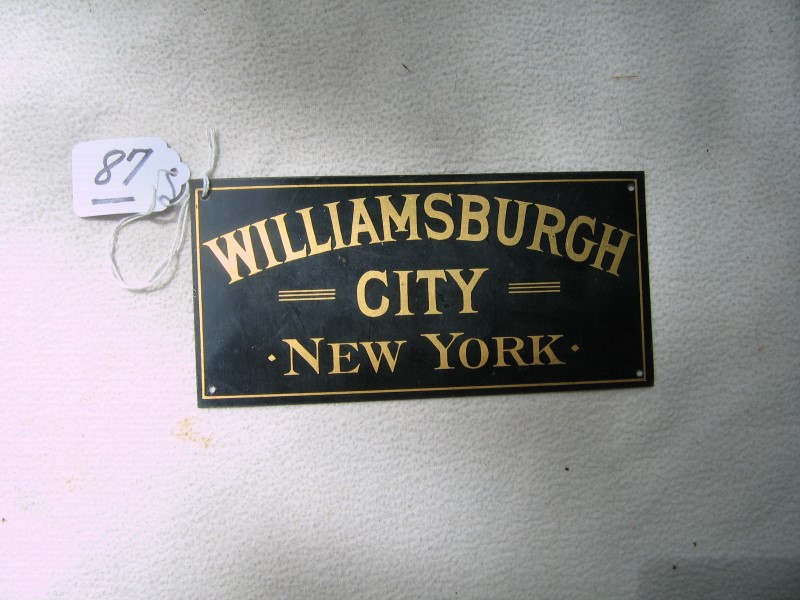 87
WILLIAMSBURGH
CITY
· NEW YORK ·